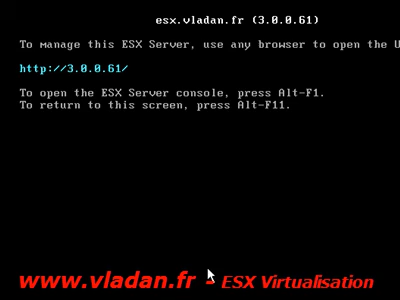 esx.vladan.fr (3.0.0.61)
To manage this ESX Server, use any browser to open the U
http://3.0.0.61/
To open the ESX Server console, press Alt-F1.
To return to this screen, press Alt-F11.
www.vladan.fr - ESX Virtualisation